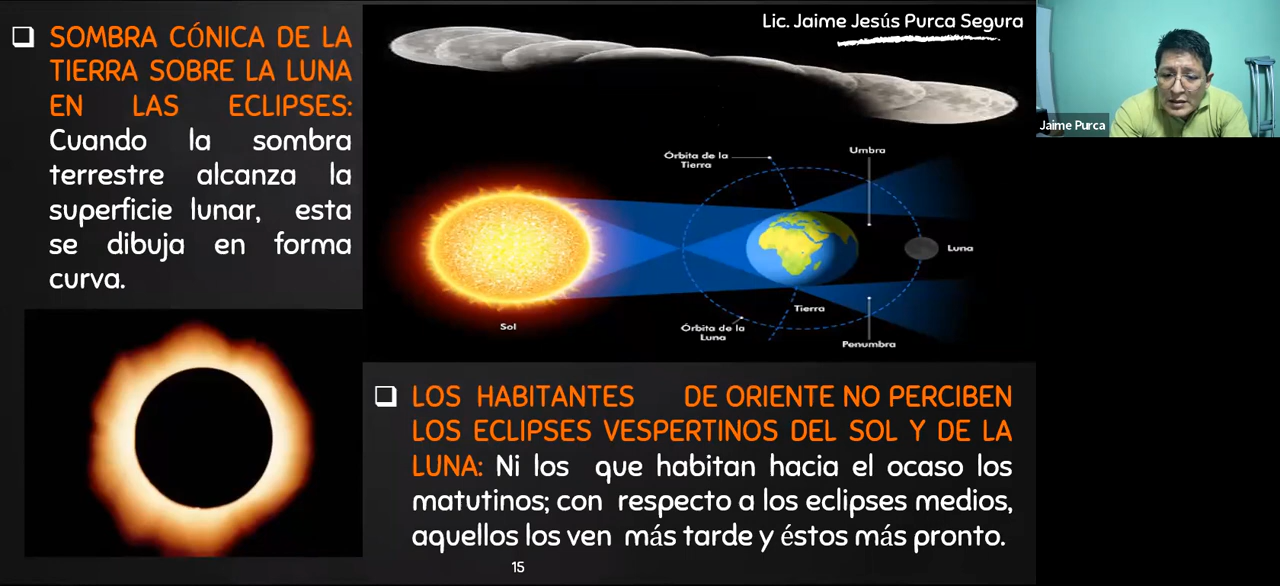 Lic. Jaime Jesús Purca Segura
SOMBRA CÓNICA DE LA
TIERRA SOBRE LA LUNA
EN LAS ECLIPSES:
Cuando la sombra
terrestre alcanza la
superficie lunar, esta
se dibuja en forma
curva.
Jaime Purca
Órbita de la
Tierra
Umbra
Luna
Sol
Tierra
Órbita de la
Luna
Penumbra
LOS HABITANTES DE ORIENTE NO PERCIBEN
LOS ECLIPSES VESPERTINOS DEL SOL Y DE LA
LUNA: Ni los que habitan hacia el ocaso los
matutinos; con respecto a los eclipses medios,
aquellos los ven más tarde y éstos más pronto.
15